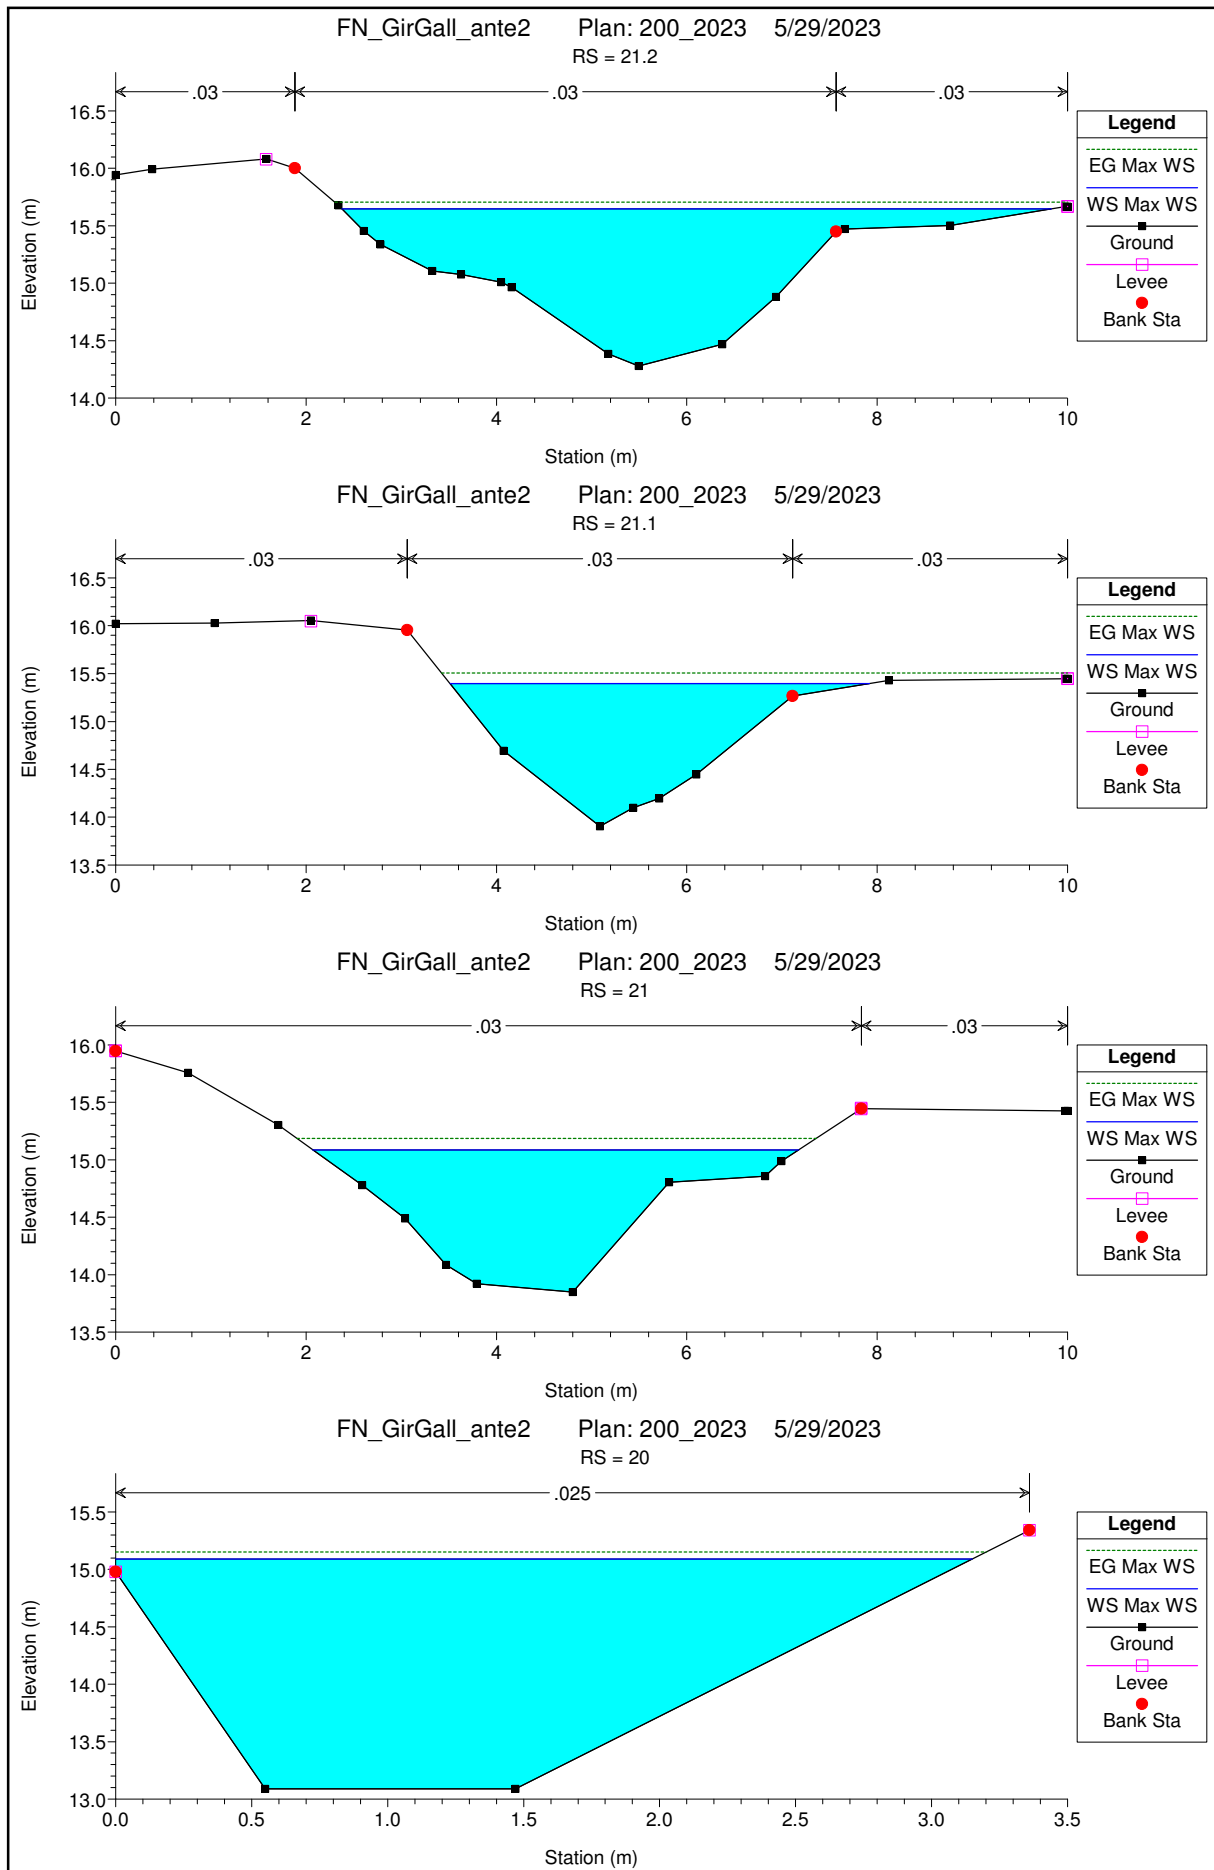 FN_GirGall_ante2 Plan: 200_2023 5/29/2023
RS = 21.2
.03 .03 .03
16.5
16.0
15.5
15.0
14.5
14.0
Elevation (m)
0 2 4 6 8 10
Station (m)
Legend
EG Max WS
WS Max WS
Ground
Levee
Bank Sta
FN_GirGall_ante2 Plan: 200_2023 5/29/2023
RS = 21.1
.03 .03 .03
16.5
16.0
15.5
15.0
14.5
14.0
13.5
Elevation (m)
0 2 4 6 8 10
Station (m)
Legend
EG Max WS
WS Max WS
Ground
Levee
Bank Sta
FN_GirGall_ante2 Plan: 200_2023 5/29/2023
RS = 21
.03 .03
16.0
15.5
15.0
14.5
14.0
13.5
Elevation (m)
0 2 4 6 8 10
Station (m)
Legend
EG Max WS
WS Max WS
Ground
Levee
Bank Sta
FN_GirGall_ante2 Plan: 200_2023 5/29/2023
RS = 20
.025
15.5
15.0
14.5
14.0
13.5
13.0
Elevation (m)
0.0 0.5 1.0 1.5 2.0 2.5 3.0 3.5
Station (m)
Legend
EG Max WS
WS Max WS
Ground
Levee
Bank Sta